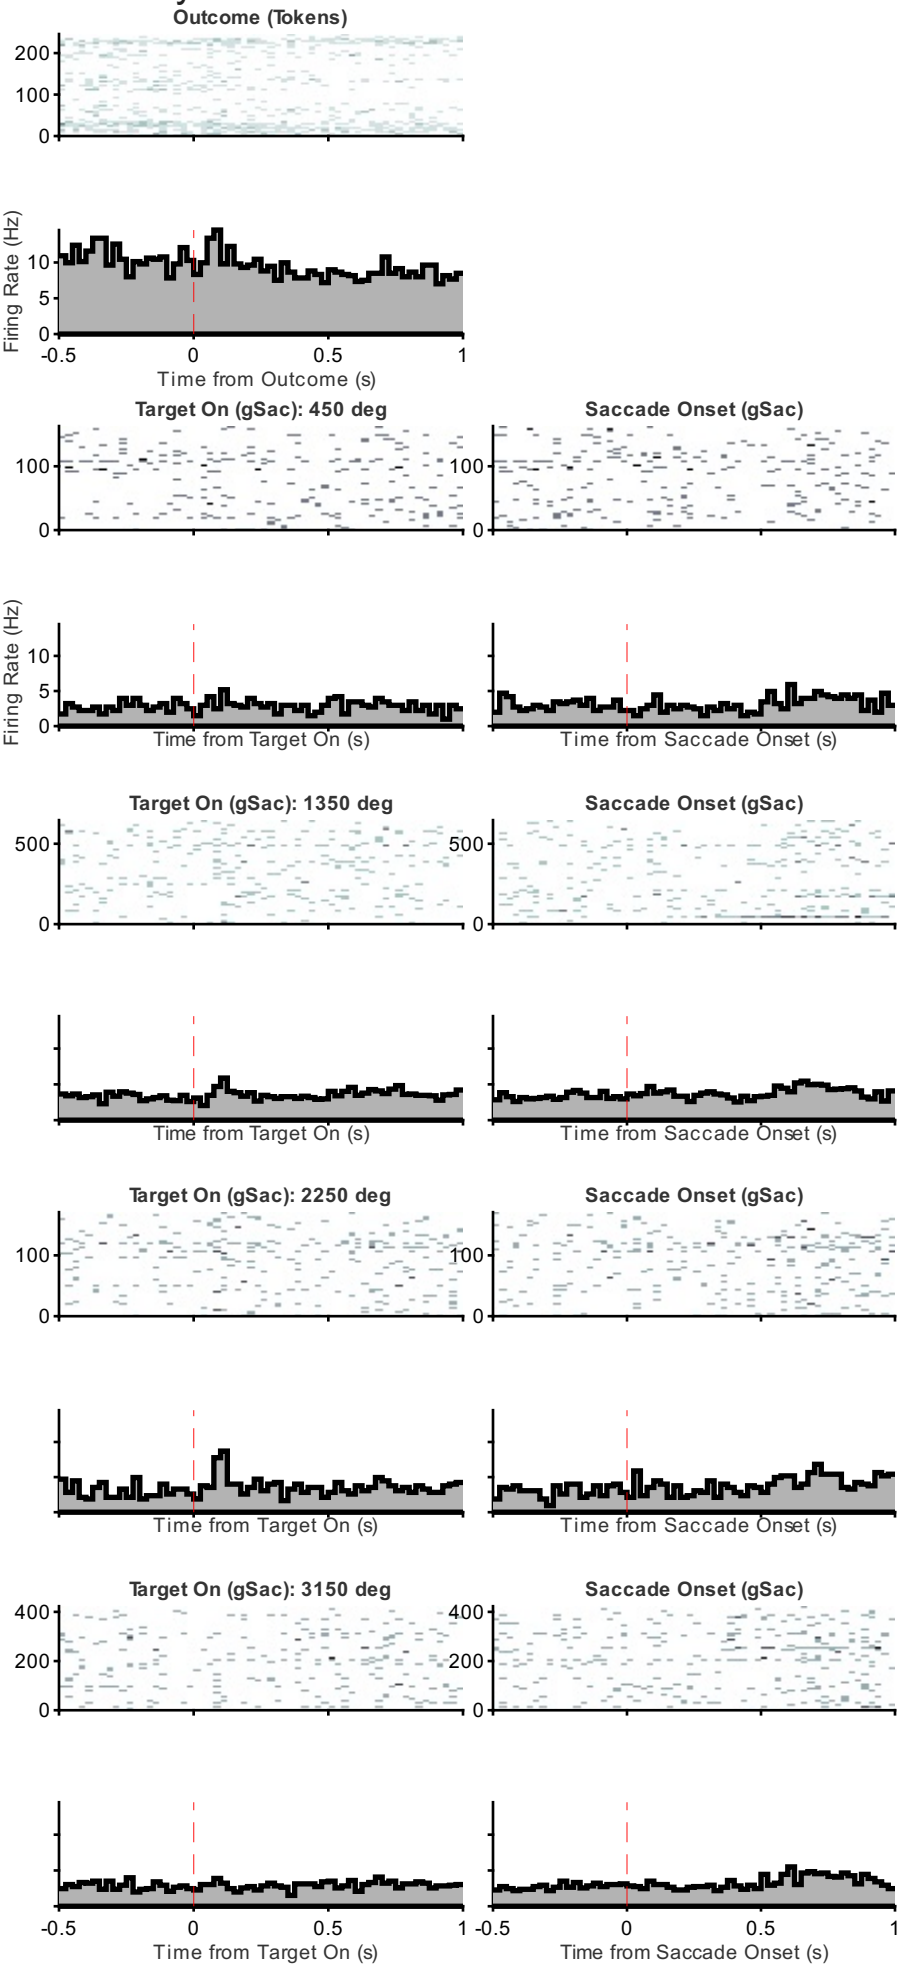 Outcome (Tokens)
200
100
0
Firing Rate (Hz)
10
5
0
-0.5 0 0.5 1
Time from Outcome (s)
Target On (gSac): 450 deg Saccade Onset (gSac)
100 100
0 0
Firing Rate (Hz)
10
5
0
Time from Target On (s) Time from Saccade Onset (s)
Target On (gSac): 1350 deg Saccade Onset (gSac)
500 500
0 0
Time from Target On (s) Time from Saccade Onset (s)
Target On (gSac): 2250 deg Saccade Onset (gSac)
100 100
0 0
Time from Target On (s) Time from Saccade Onset (s)
Target On (gSac): 3150 deg Saccade Onset (gSac)
400 400
200 200
0 0
-0.5 0 0.5 1 -0.5 0 0.5 1
Time from Target On (s) Time from Saccade Onset (s)